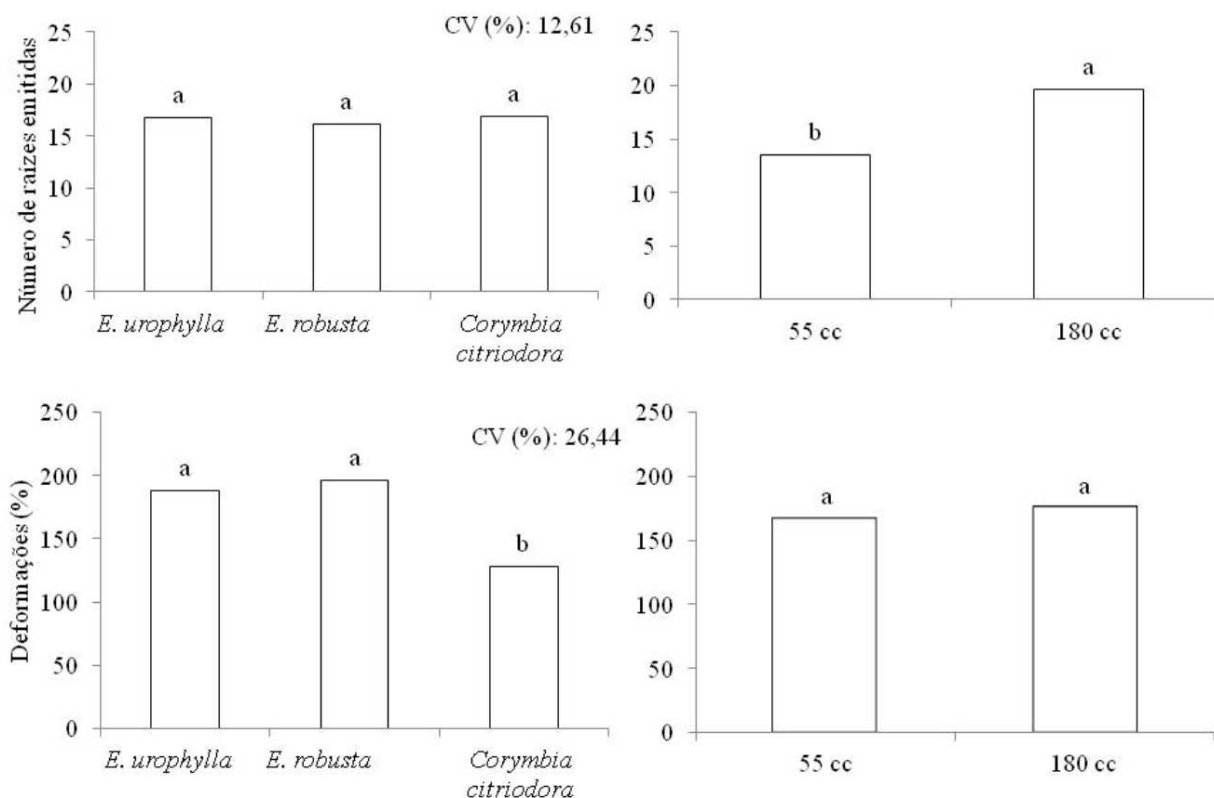 CV (%): 12,61
Número de raízes emitidas
25
20
15
10
5
0
a
a
a
E. urophylla
E. robusta
Corymbia
citriodora
25
20
15
10
5
0
b
a
55 cc
180 cc
CV (%): 26,44
Deformações (%)
250
200
150
100
50
0
a
a
b
E. urophylla
E. robusta
Corymbia
citriodora
250
200
150
100
50
0
a
a
55 cc
180 cc